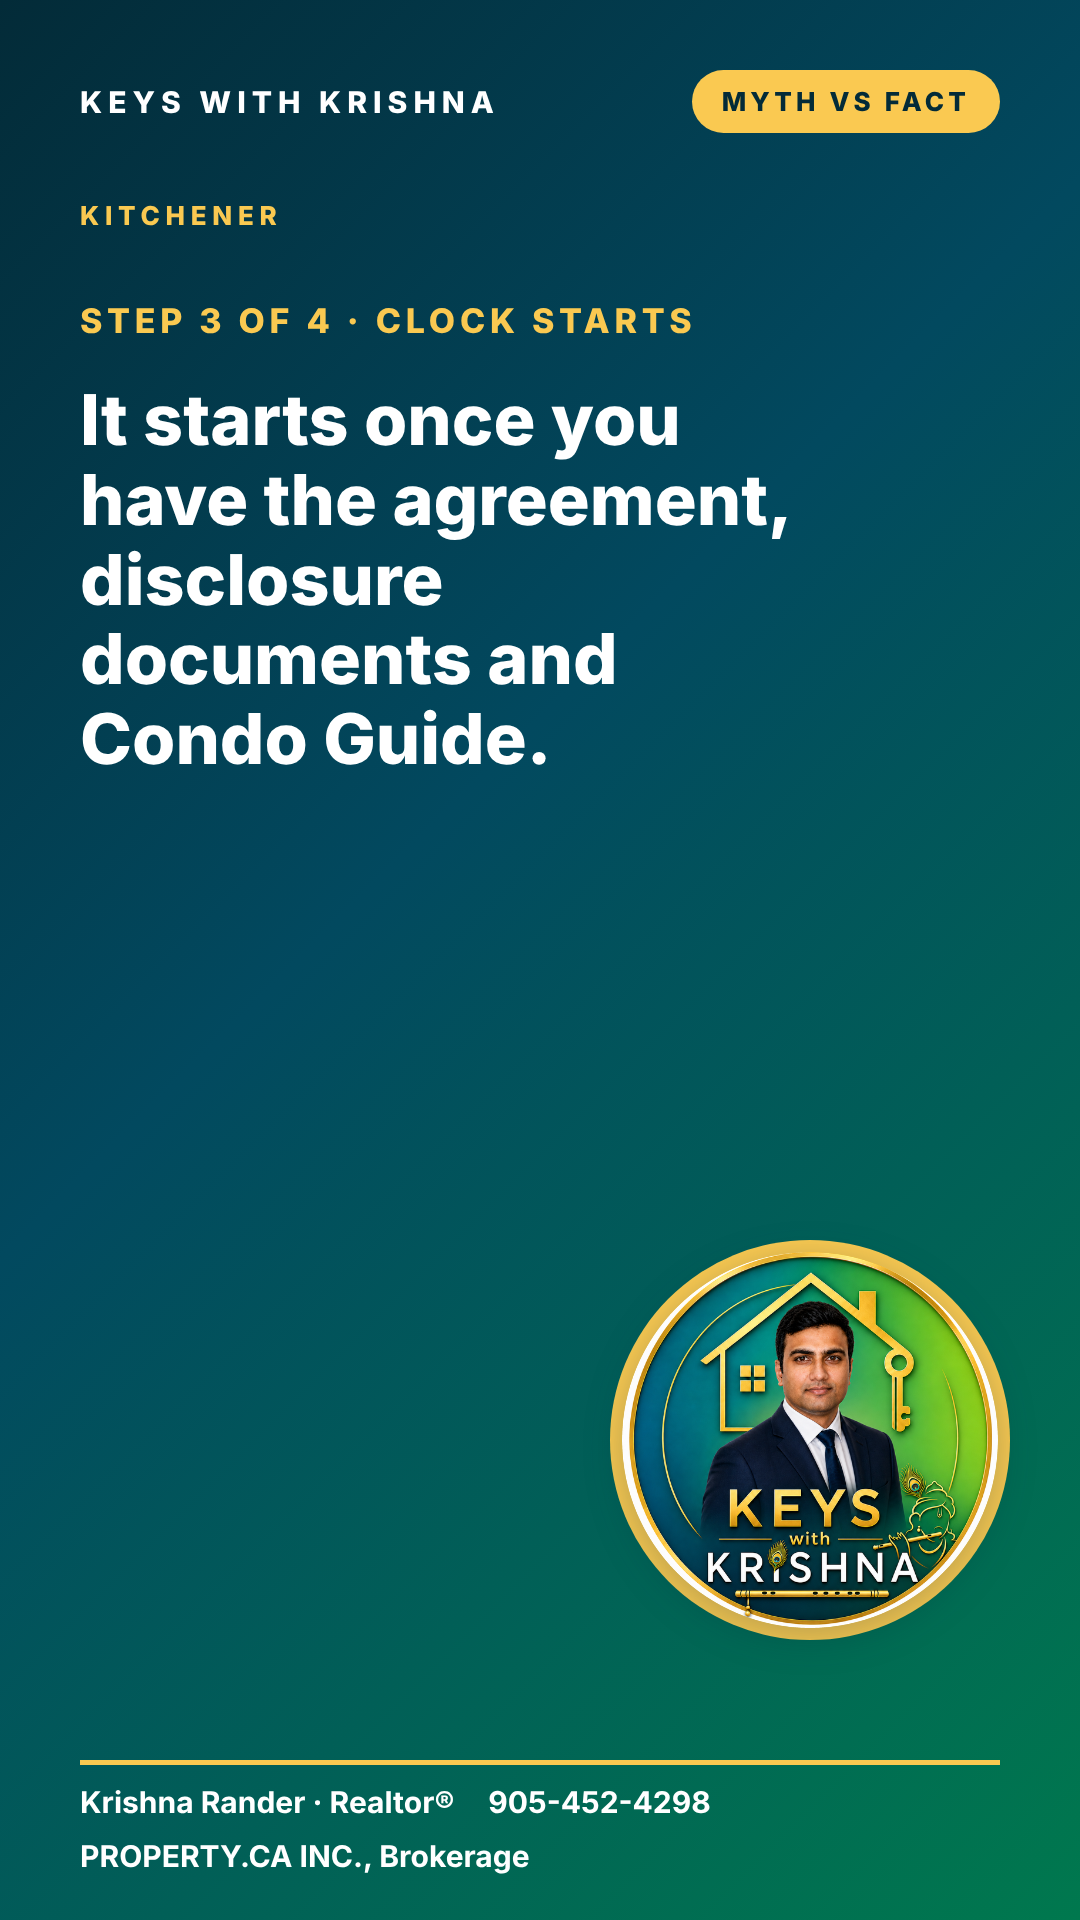 KEYS WITH KRISHNA
MYTH VS FACT
KITCHENER
STEP 3 OF 4 · CLOCK STARTS
It starts once you
have the agreement,
disclosure
documents and
Condo Guide.
KEYS
with
KRISHNA
Krishna Rander · Realtor® 905-452-4298
PROPERTY.CA INC., Brokerage